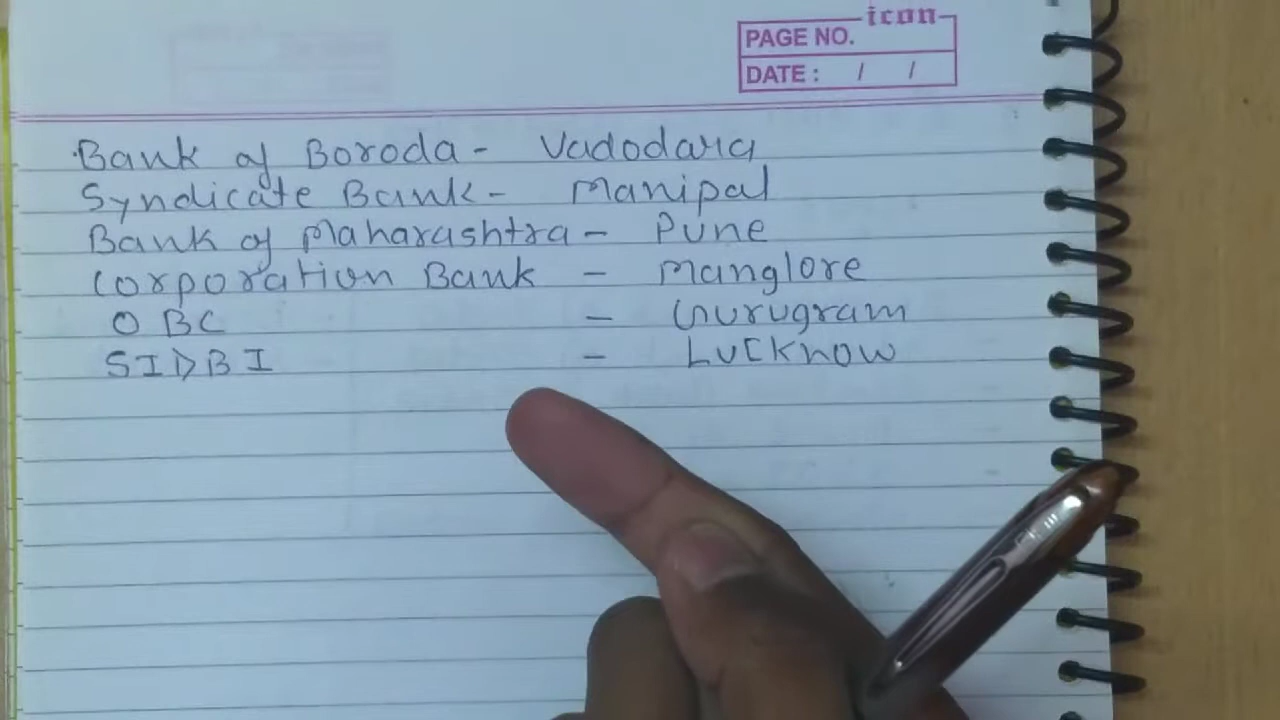 icon
PAGE NO.
DATE : / /
Bank of Boroda - Vadodara
Syndicate Bank - Manipal
Bank of Maharashtra - Pune
Corporation Bank - Manglore
OBC - Gurugram
SIDBI - Lucknow